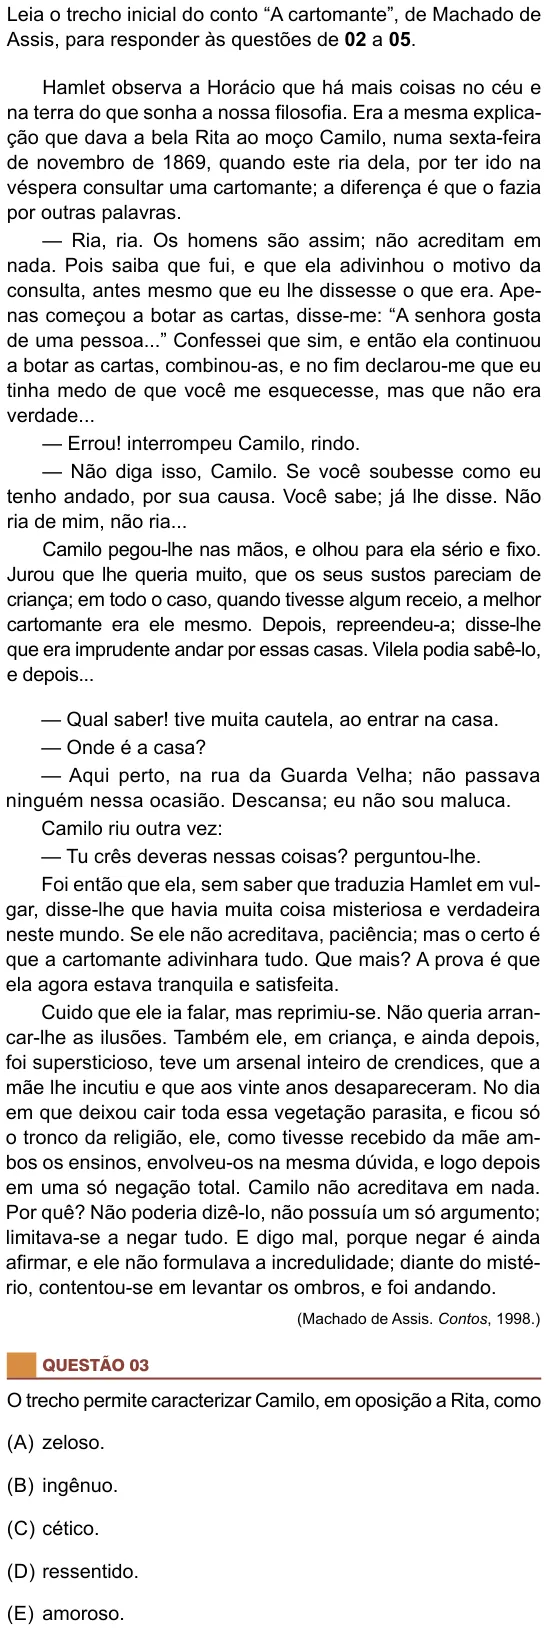 Leia o trecho inicial do conto “A cartomante”, de Machado de
Assis, para responder às questões de 02 a 05.
Hamlet observa a Horácio que há mais coisas no céu e
na terra do que sonha a nossa filosofia. Era a mesma explica-
ção que dava a bela Rita ao moço Camilo, numa sexta-feira
de novembro de 1869, quando este ria dela, por ter ido na
véspera consultar uma cartomante; a diferença é que o fazia
por outras palavras.
— Ria, ria. Os homens são assim; não acreditam em
nada. Pois saiba que fui, e que ela adivinhou o motivo da
consulta, antes mesmo que eu lhe dissesse o que era. Ape-
nas começou a botar as cartas, disse-me: “A senhora gosta
de uma pessoa...” Confessei que sim, e então ela continuou
a botar as cartas, combinou-as, e no fim declarou-me que eu
tinha medo de que você me esquecesse, mas que não era
verdade...
— Errou! interrompeu Camilo, rindo.
— Não diga isso, Camilo. Se você soubesse como eu
tenho andado, por sua causa. Você sabe; já lhe disse. Não
ria de mim, não ria...
Camilo pegou-lhe nas mãos, e olhou para ela sério e fixo.
Jurou que lhe queria muito, que os seus sustos pareciam de
criança; em todo o caso, quando tivesse algum receio, a melhor
cartomante era ele mesmo. Depois, repreendeu-a; disse-lhe
que era imprudente andar por essas casas. Vilela podia sabê-lo,
e depois...
— Qual saber! tive muita cautela, ao entrar na casa.
— Onde é a casa?
— Aqui perto, na rua da Guarda Velha; não passava
ninguém nessa ocasião. Descansa; eu não sou maluca.
Camilo riu outra vez:
— Tu crês deveras nessas coisas? perguntou-lhe.
Foi então que ela, sem saber que traduzia Hamlet em vul-
gar, disse-lhe que havia muita coisa misteriosa e verdadeira
neste mundo. Se ele não acreditava, paciência; mas o certo é
que a cartomante adivinhara tudo. Que mais? A prova é que
ela agora estava tranquila e satisfeita.
Cuido que ele ia falar, mas reprimiu-se. Não queria arran-
car-lhe as ilusões. Também ele, em criança, e ainda depois,
foi supersticioso, teve um arsenal inteiro de crendices, que a
mãe lhe incutiu e que aos vinte anos desapareceram. No dia
em que deixou cair toda essa vegetação parasita, e ficou só
o tronco da religião, ele, como tivesse recebido da mãe am-
bos os ensinos, envolveu-os na mesma dúvida, e logo depois
em uma só negação total. Camilo não acreditava em nada.
Por quê? Não poderia dizê-lo, não possuía um só argumento;
limitava-se a negar tudo. E digo mal, porque negar é ainda
afirmar, e ele não formulava a incredulidade; diante do misté-
rio, contentou-se em levantar os ombros, e foi andando.
(Machado de Assis. Contos, 1998.)
QUESTÃO 03
O trecho permite caracterizar Camilo, em oposição a Rita, como
(A) zeloso.
(B) ingênuo.
(C) cético.
(D) ressentido.
(E) amoroso.